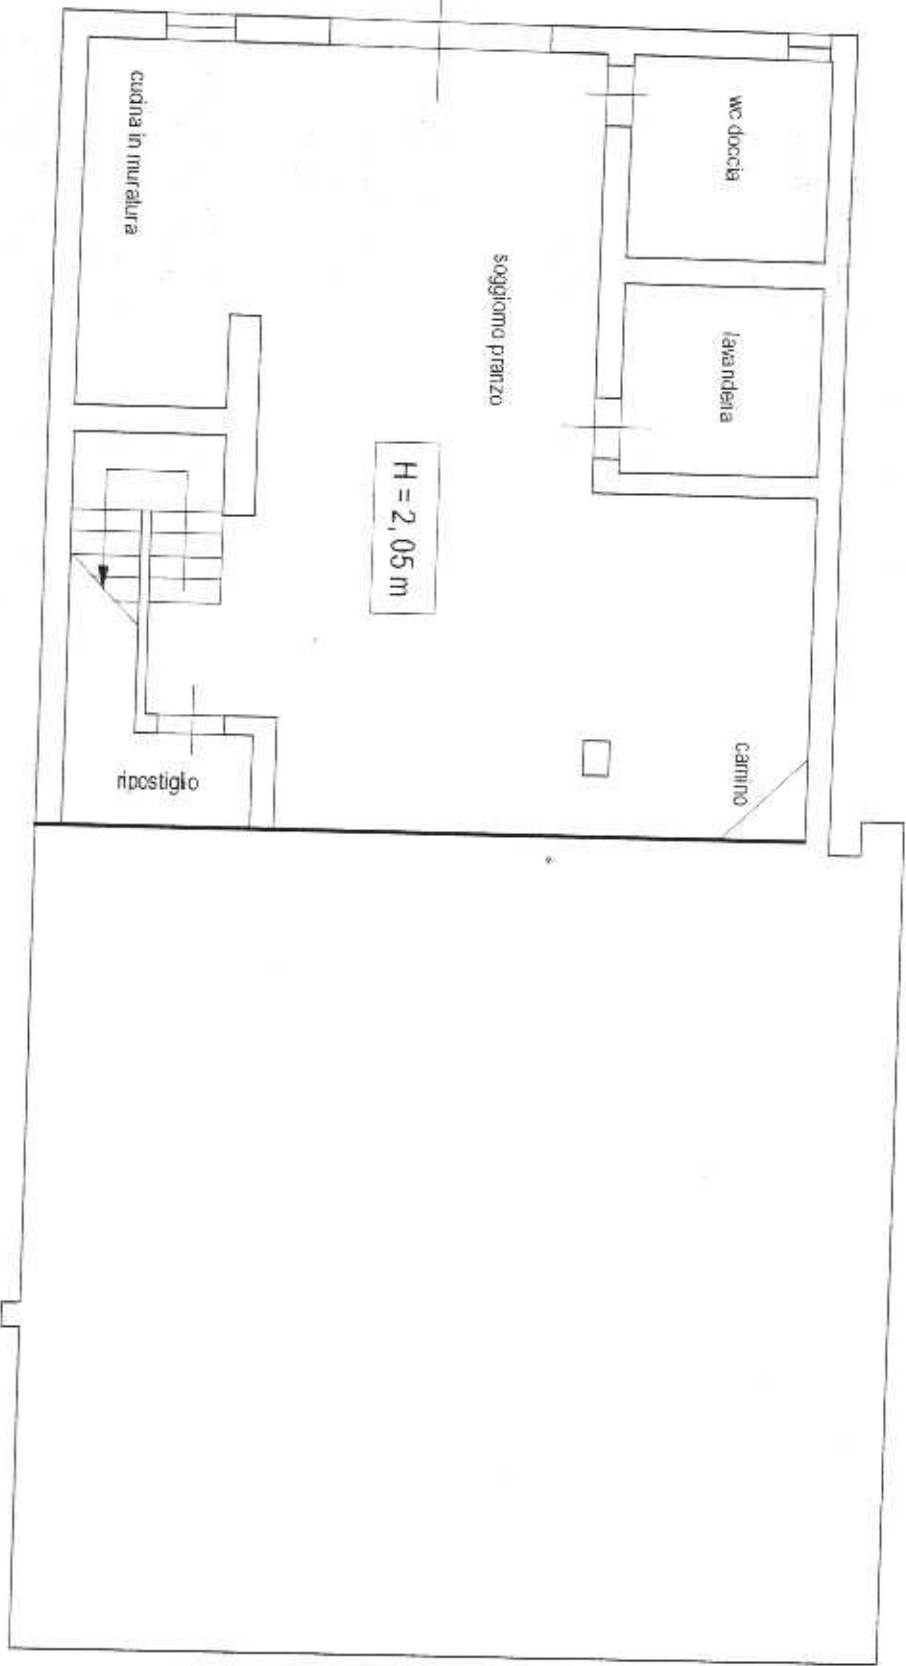 cucina in muratura
wc doccia
soggiorno pranzo
lavanderia
H = 2,05 m
camino
ripostiglio